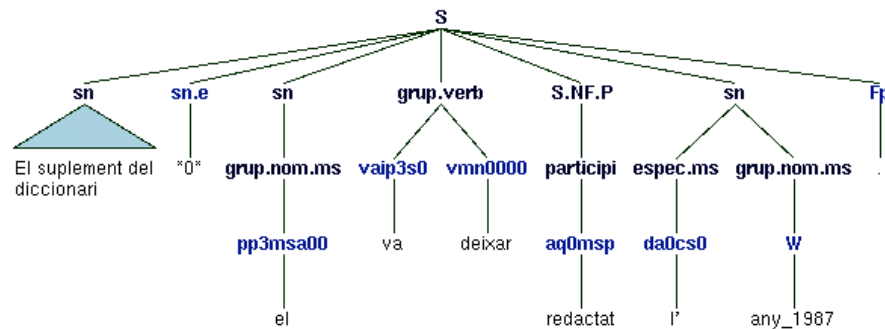 S
sn sn.e sn grup.verb S.NF.P sn Fp
El suplement del
diccionari
*0* grup.nom.ms vaip3s0 vmn0000 participi espec.ms grup.nom.ms .
pp3msa00 va deixar aq0msp da0cs0 W
el redactat l' any_1987